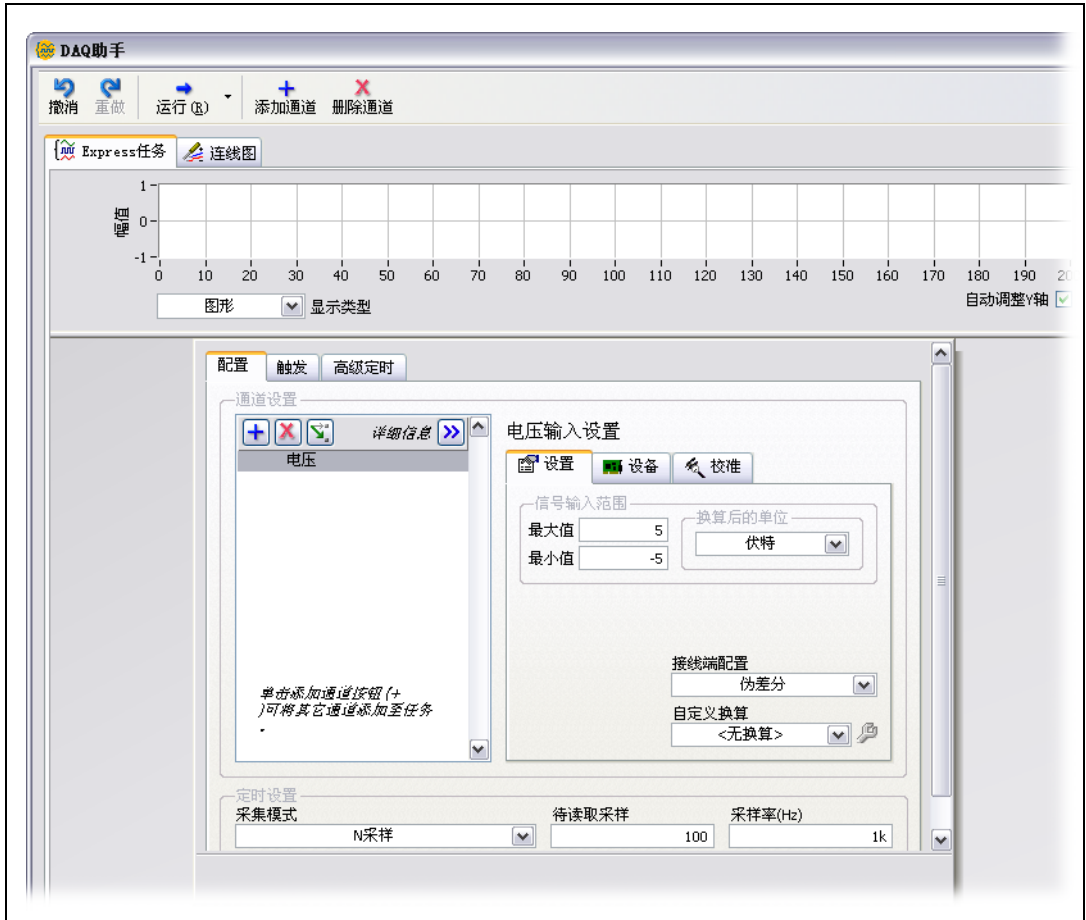 DAQ助手
撤消 重做 运行(R) 添加通道 删除通道
Express任务 连线图
幅值
1
0
-1
0 10 20 30 40 50 60 70 80 90 100 110 120 130 140 150 160 170 180 190 20
图形 显示类型 自动调整Y轴
配置 触发 高级定时
通道设置
详细信息
电压
单击添加通道按钮(+
)可将其它通道添加至任务
.
电压输入设置
设置 设备 校准
信号输入范围
最大值 5
最小值 -5
换算后的单位
伏特
接线端配置
伪差分
自定义换算
<无换算>
定时设置
采集模式 待读取采样 采样率(Hz)
N采样 100 1k